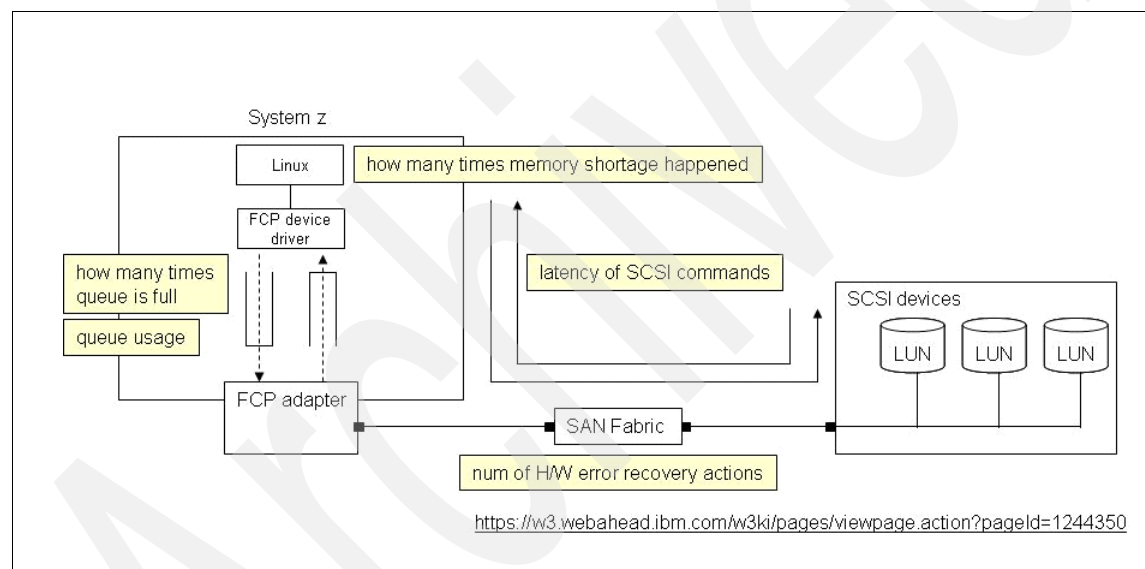 System z
Linux
how many times memory shortage happened
FCP device
driver
how many times
queue is full
queue usage
latency of SCSI commands
SCSI devices
LUN
LUN
LUN
FCP adapter
SAN Fabric
num of H/W error recovery actions
https://w3.webahead.ibm.com/w3ki/pages/viewpage.action?pageId=1244350
Archived